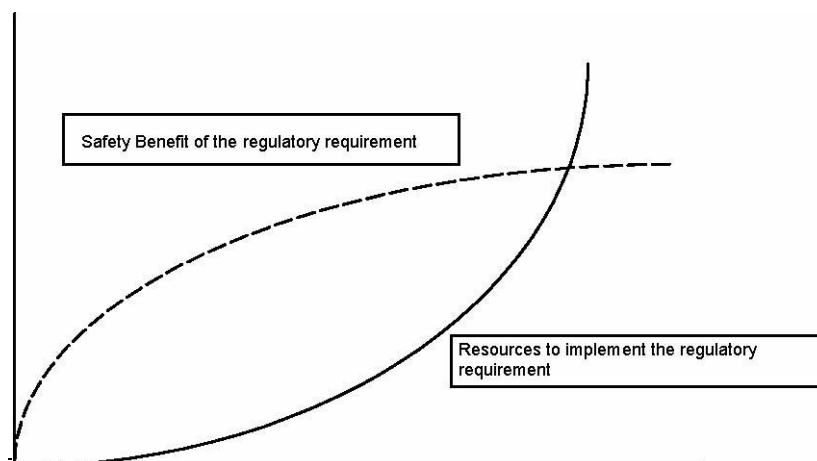 Safety Benefit of the regulatory requirement
Resources to implement the regulatory
requirement